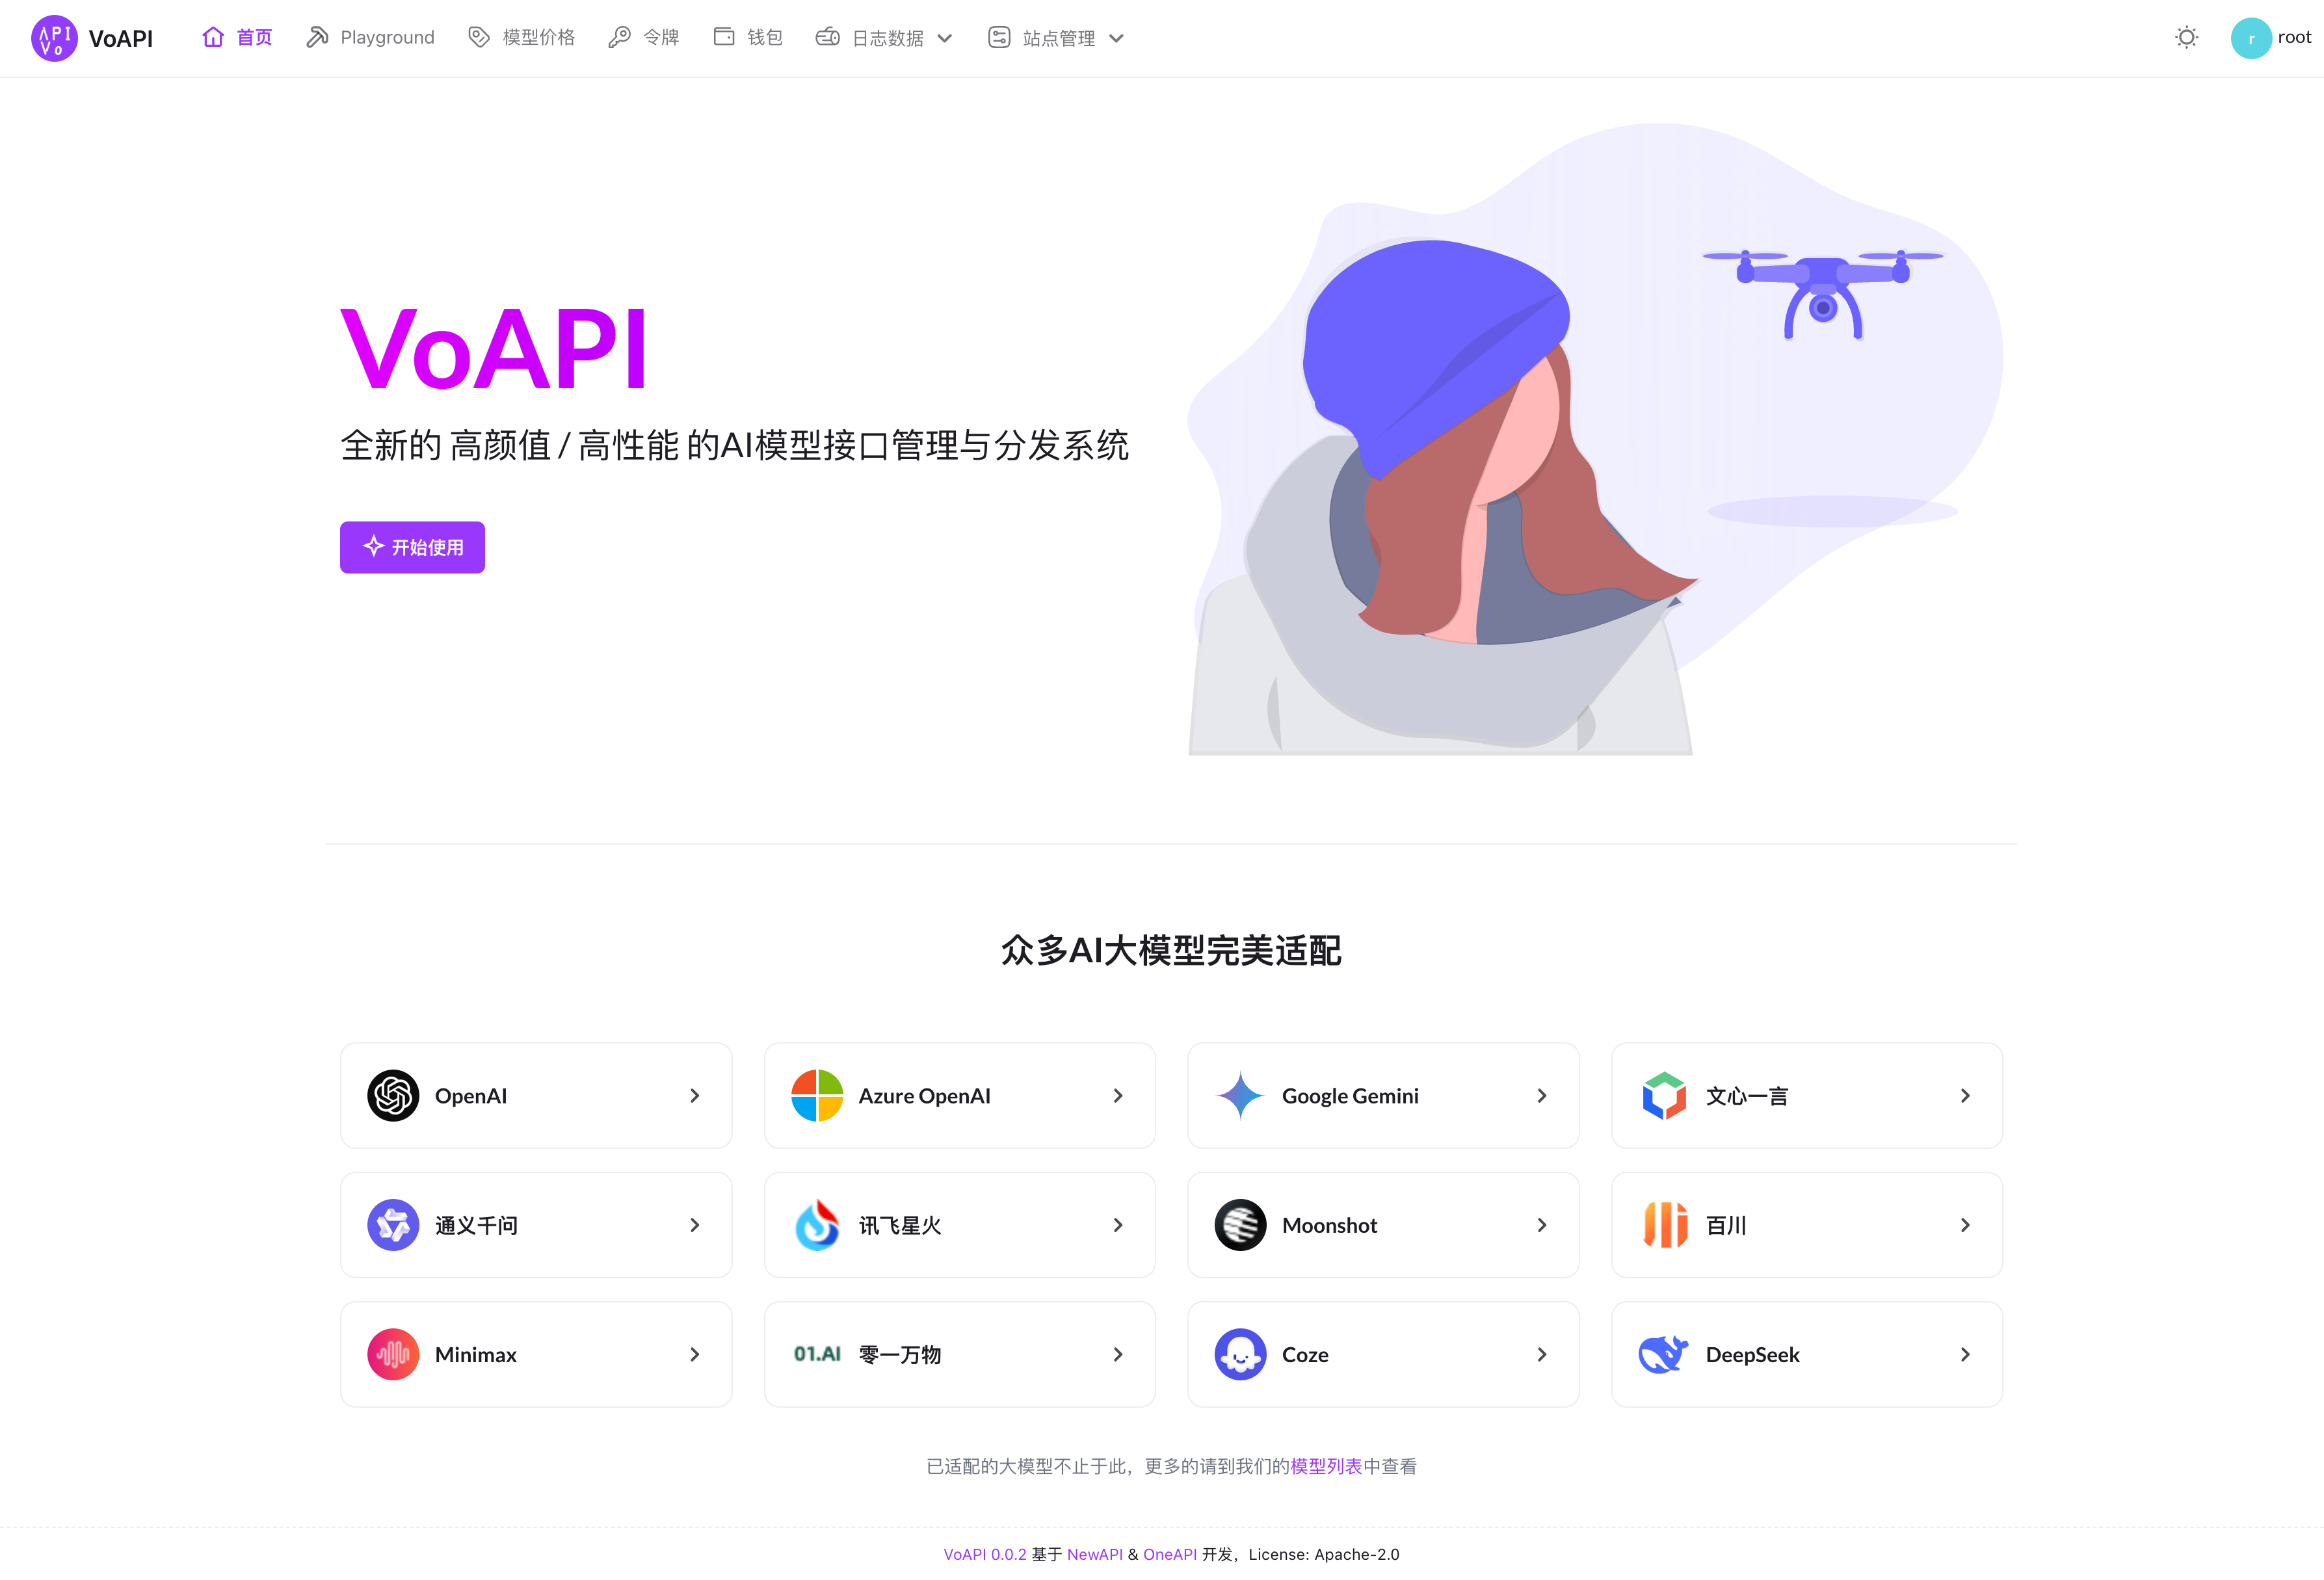 API Vo VoAPI 首页 Playground 模型价格 令牌 钱包 日志数据 站点管理 r root
VoAPI
全新的 高颜值 / 高性能 的AI模型接口管理与分发系统
开始使用
众多AI大模型完美适配
OpenAI Azure OpenAI Google Gemini 文心一言
通义千问 讯飞星火 Moonshot 百川
Minimax 01.AI 零一万物 Coze DeepSeek
已适配的大模型不止于此，更多的请到我们的模型列表中查看
VoAPI 0.0.2 基于 NewAPI & OneAPI 开发，License: Apache-2.0